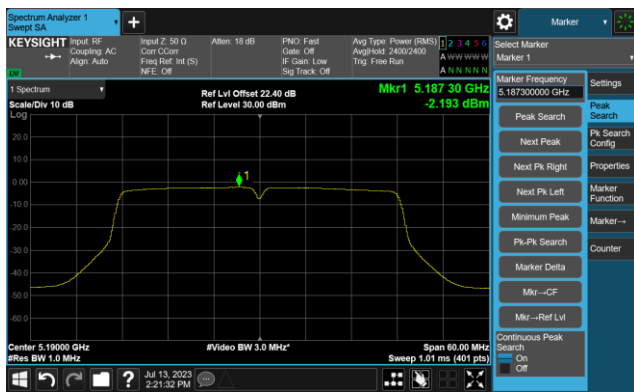 Spectrum Analyzer 1
Swept SA
Marker
KEYSIGHT
Input: RF
Coupling: AC
Align: Auto
Input Z: 50 Ω
Corr CCorr
Freq Ref: Int (S)
NFE: Off
Atten: 18 dB
PNO: Fast
Gate: Off
IF Gain: Low
Sig Track: Off
Avg Type: Power (RMS)
Avg|Hold: 2400/2400
Trig: Free Run
1 2 3 4 5 6
A W W W W W
A N N N N N
Select Marker
Marker 1
1 Spectrum
Scale/Div 10 dB
Log
Ref Lvl Offset 22.40 dB
Ref Level 30.00 dBm
Mkr1 5.187 30 GHz
-2.193 dBm
20.0
10.0
0.00
-10.0
-20.0
-30.0
-40.0
-50.0
-60.0
1
Center 5.19000 GHz
#Res BW 1.0 MHz
#Video BW 3.0 MHz*
Span 60.00 MHz
Sweep 1.01 ms (401 pts)
Marker Frequency
5.187300000 GHz
Peak Search
Next Peak
Next Pk Right
Next Pk Left
Minimum Peak
Pk-Pk Search
Marker Delta
Mkr→CF
Mkr→Ref Lvl
Continuous Peak
Search
On
Off
Settings
Peak
Search
Pk Search
Config
Properties
Marker
Function
Marker→
Counter
Jul 13, 2023
2:21:32 PM